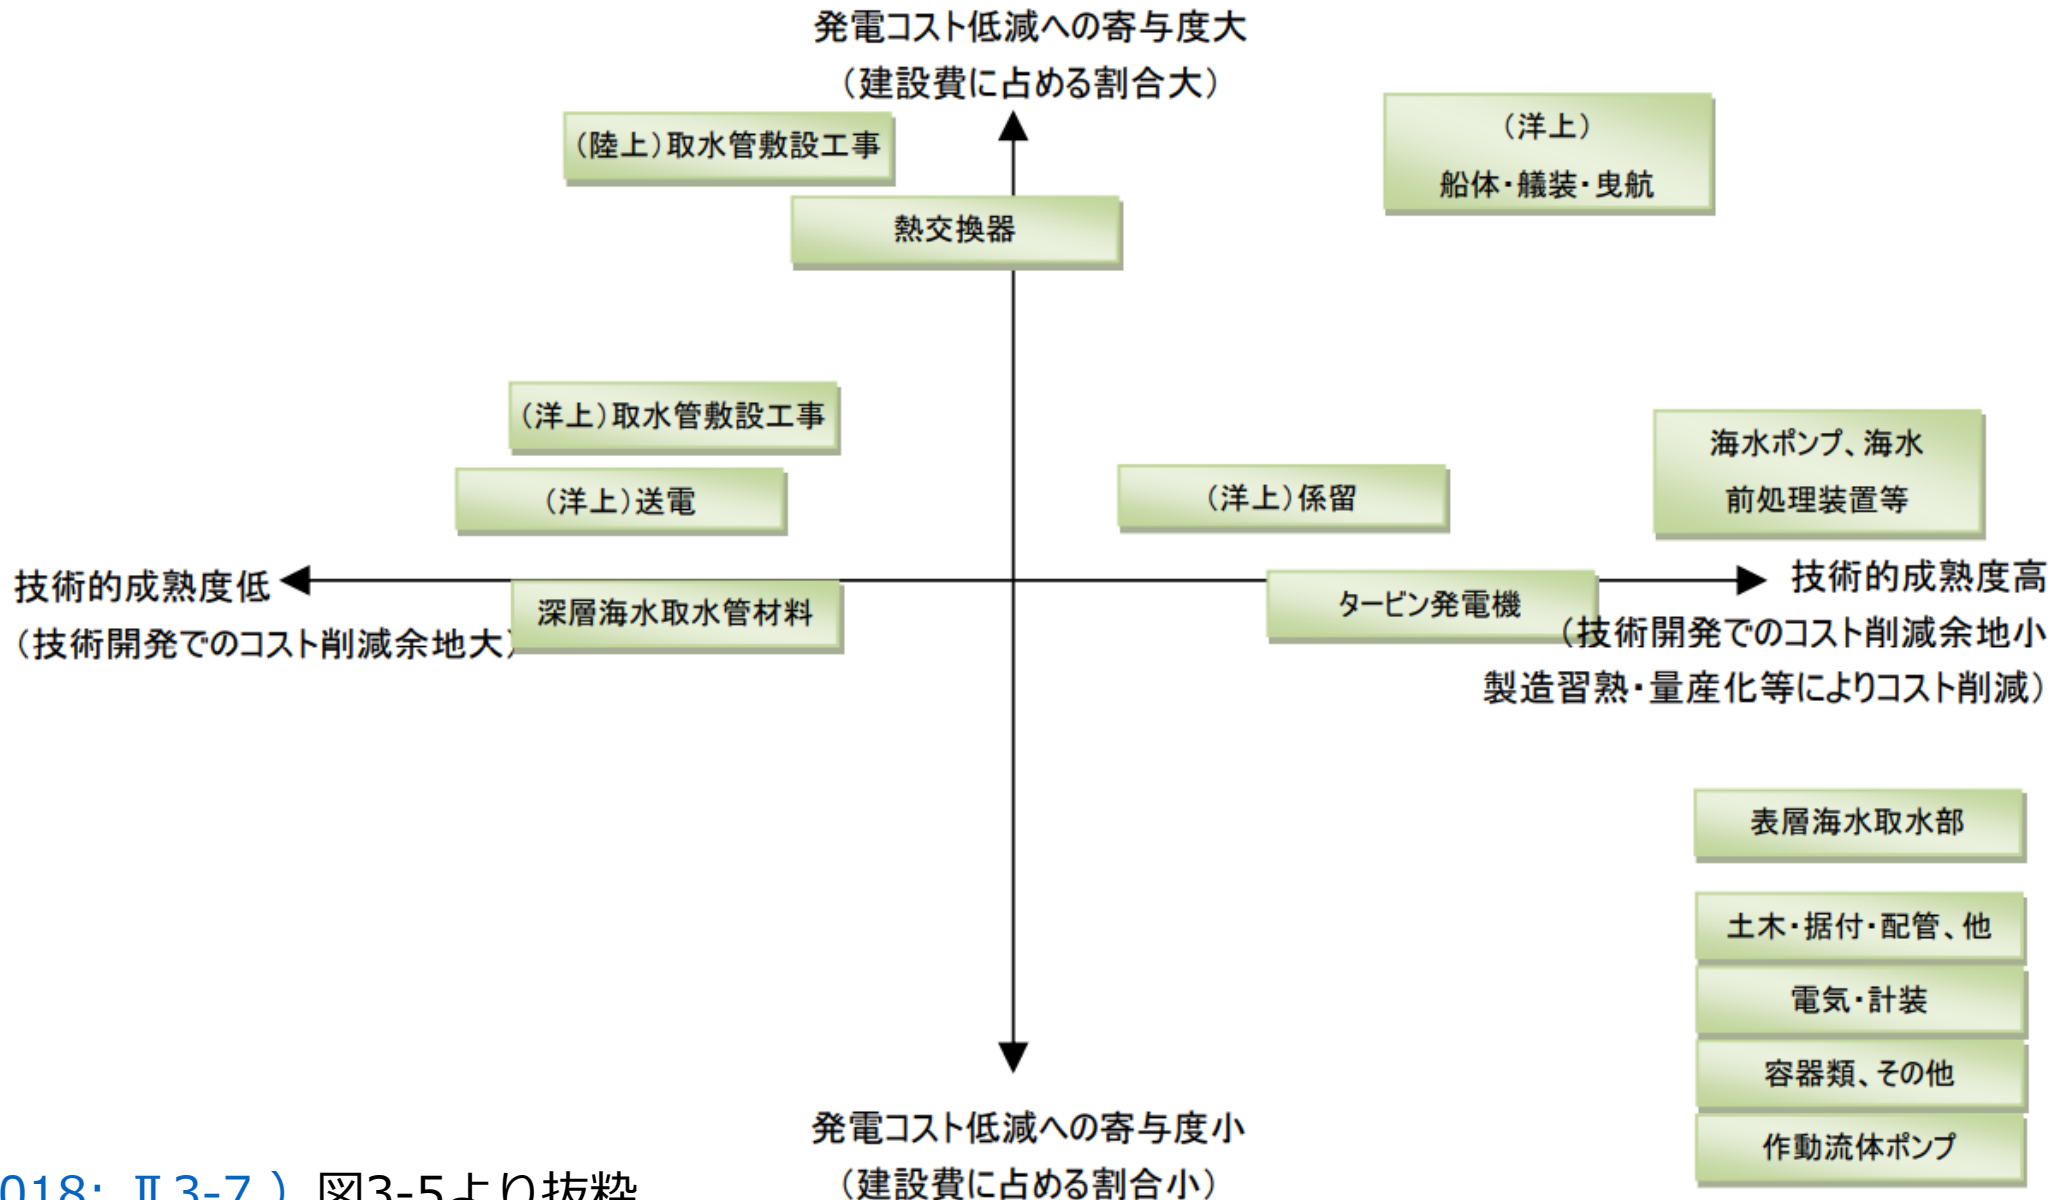 発電コスト低減への寄与度大
（建設費に占める割合大）
（陸上）取水管敷設工事
（洋上）
船体・艤装・曳航
熱交換器
（洋上）取水管敷設工事
海水ポンプ、海水
前処理装置等
（洋上）送電
（洋上）係留
技術的成熟度低
（技術開発でのコスト削減余地大）
深層海水取水管材料
タービン発電機
技術的成熟度高
（技術開発でのコスト削減余地小
製造習熟・量産化等によりコスト削減）
表層海水取水部
土木・据付・配管、他
電気・計装
容器類、その他
作動流体ポンプ
発電コスト低減への寄与度小
（建設費に占める割合小）
018; Ⅱ3-7 ）図3-5より抜粋